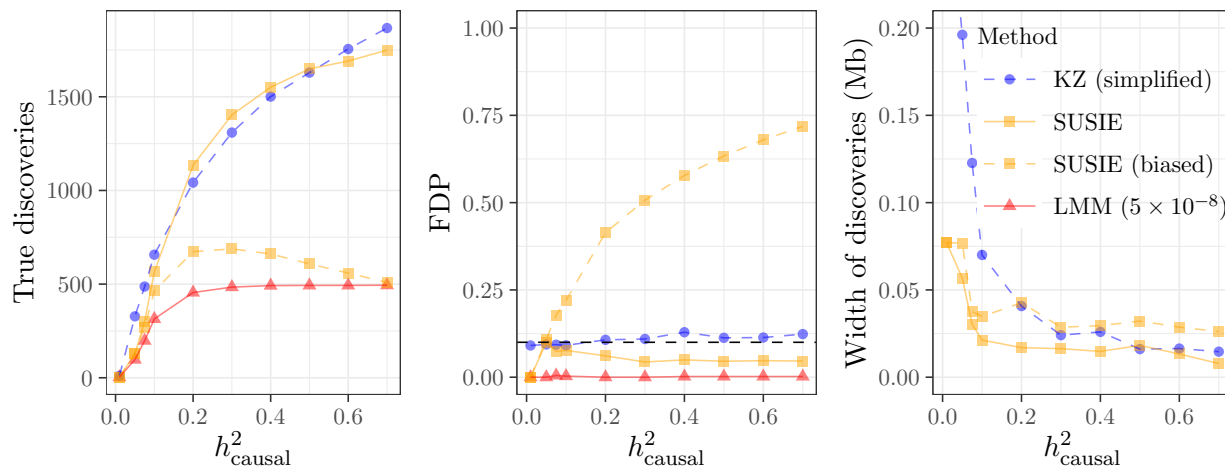 True discoveries
1500
1000
500
0
0.0
0.2
0.4
0.6
h²causal
FDP
1.00
0.75
0.50
0.25
0.00
0.0
0.2
0.4
0.6
h²causal
Width of discoveries (Mb)
0.20
0.15
0.10
0.05
0.00
0.0
0.2
0.4
0.6
h²causal
Method
KZ (simplified)
SUSIE
SUSIE (biased)
LMM (5 × 10⁻⁸)